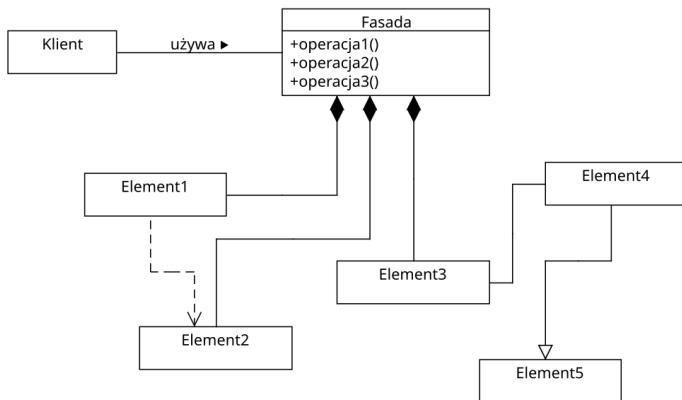 Klient
używa ►
Fasada
+operacja1()
+operacja2()
+operacja3()
Element1
Element4
Element3
Element2
Element5